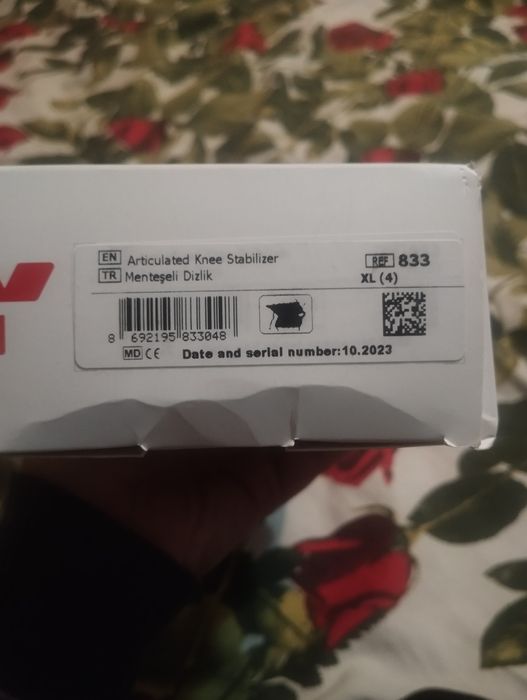 EN Articulated Knee Stabilizer
TR Menteşeli Dizlik
REF 833
XL (4)
8 692195 833048
MD CE
Date and serial number:10.2023